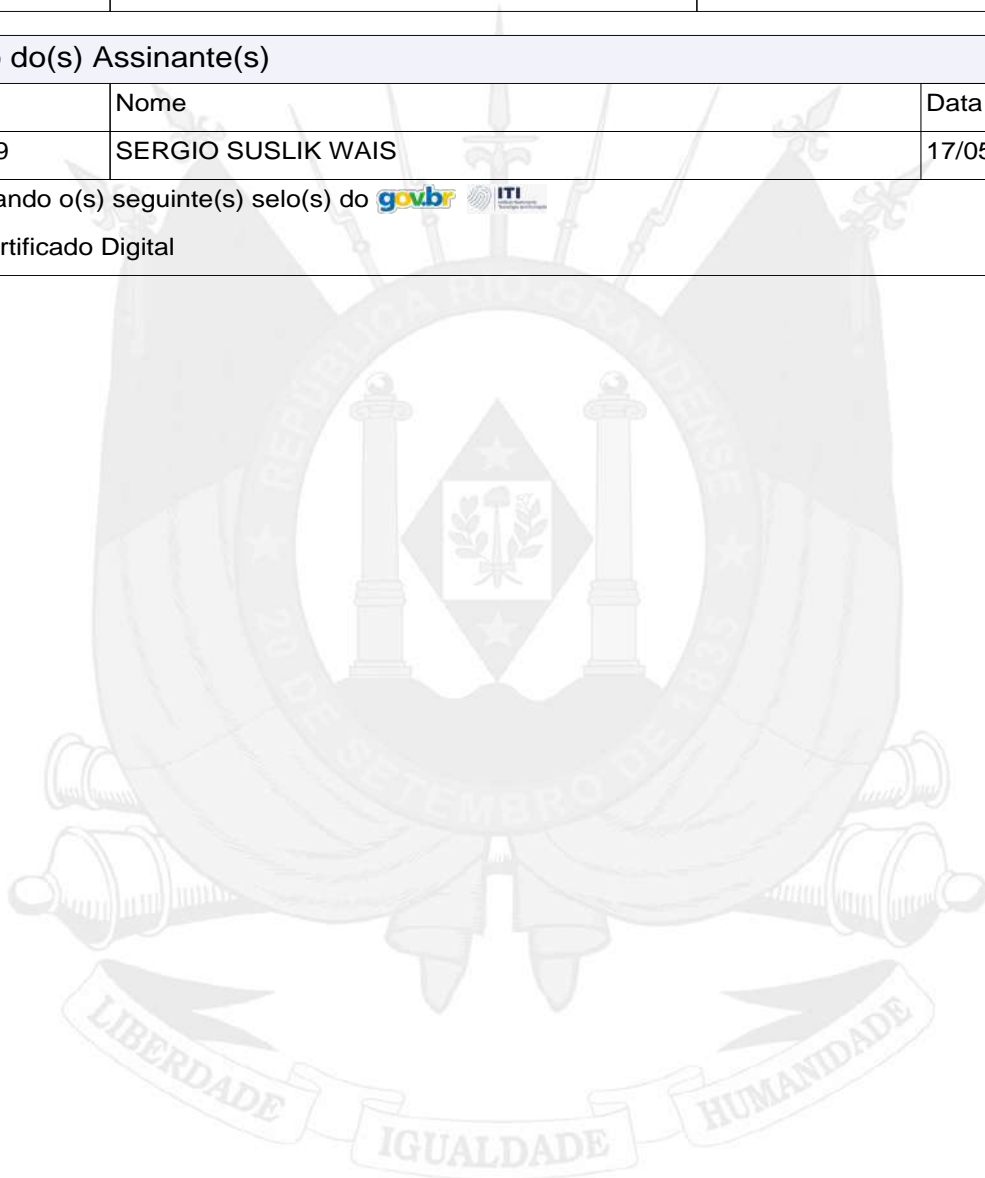 do(s) Assinante(s)
Nome
Data
9
SERGIO SUSLIK WAIS
17/05
ando o(s) seguinte(s) selo(s) do gov.br ITI
rtificado Digital
REPÚBLICA RIO-GRANDENSE
20 DE SETEMBRO DE 1835
LIBERDADE
IGUALDADE
HUMANIDADE